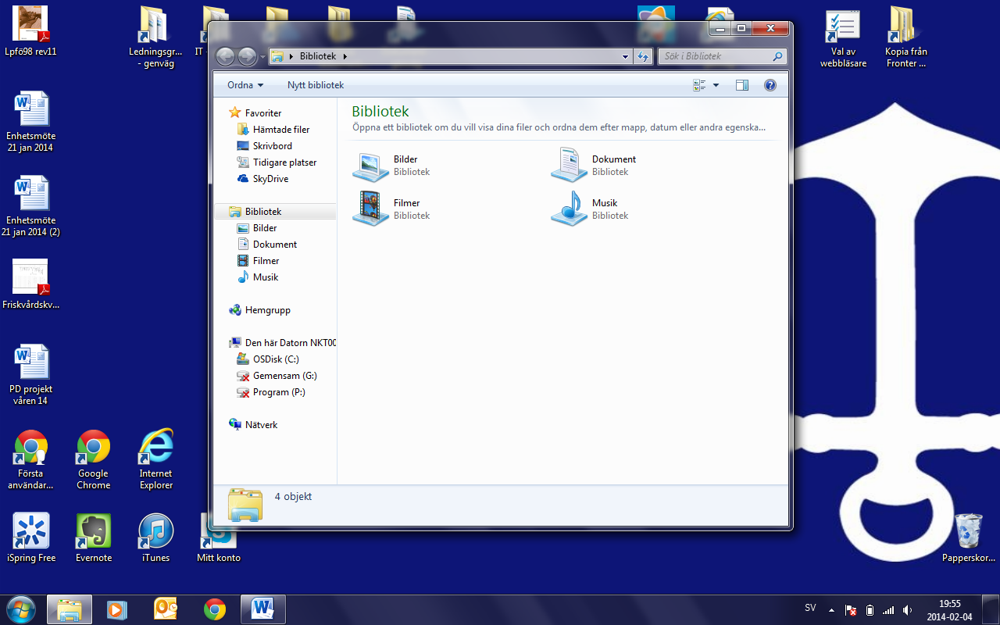 Lpfö98 rev11
Ledningsgr...
- genväg
IT
Val av
webbläsare
Kopia från
Fronter ...
Enhetsmöte
21 jan 2014
Enhetsmöte
21 jan 2014 (2)
Friskvårdskv...
PD projekt
våren 14
Första
användar...
Google
Chrome
Internet
Explorer
iSpring Free
Evernote
iTunes
Mitt konto
Papperskor...
Bibliotek
Sök i Bibliotek
Ordna
Nytt bibliotek
Favoriter
Hämtade filer
Skrivbord
Tidigare platser
SkyDrive
Bibliotek
Bilder
Dokument
Filmer
Musik
Hemgrupp
Den här Datorn NKT00
OSDisk (C:)
Gemensam (G:)
Program (P:)
Nätverk
Bibliotek
Öppna ett bibliotek om du vill visa dina filer och ordna dem efter mapp, datum eller andra egenska...
Bilder
Bibliotek
Dokument
Bibliotek
Filmer
Bibliotek
Musik
Bibliotek
4 objekt
SV
19:55
2014-02-04